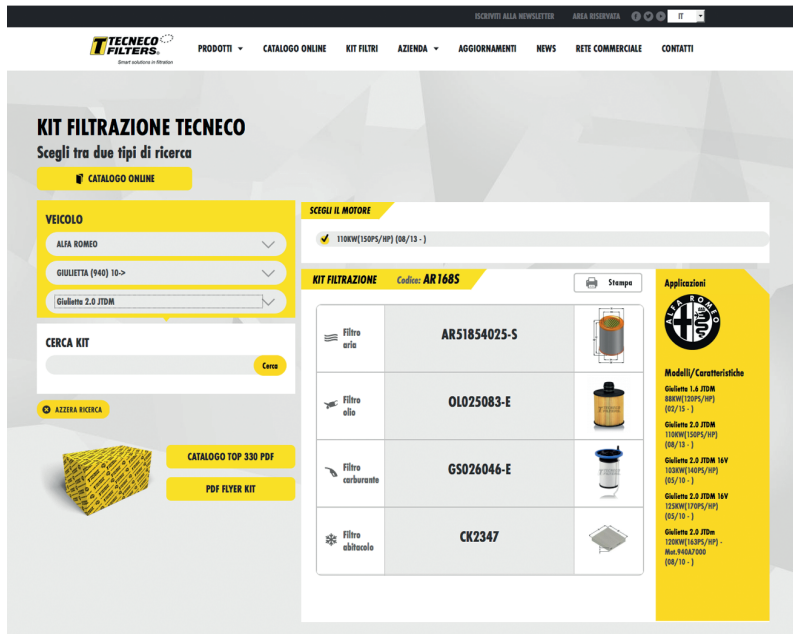 ISCRIVITI ALLA NEWSLETTER AREA RISERVATA IT
TECNECO
FILTERS
Smart solutions in filtration
PRODOTTI CATALOGO ONLINE KIT FILTRI AZIENDA AGGIORNAMENTI NEWS RETE COMMERCIALE CONTATTI
KIT FILTRAZIONE TECNECO
Scegli tra due tipi di ricerca
CATALOGO ONLINE
VEICOLO
ALFA ROMEO
GIULIETTA (940) 10->
Giulietta 2.0 JTDM
CERCA KIT
Cerca
AZZERA RICERCA
CATALOGO TOP 330 PDF
PDF FLYER KIT
SCEGLI IL MOTORE
110KW(150PS/HP) (08/13 - )
KIT FILTRAZIONE Codice: AR168S
Stampa
Filtro
aria
AR51854025-S
Filtro
olio
OL025083-E
Filtro
carburante
GS026046-E
Filtro
abitacolo
CK2347
Applicazioni
ALFA ROMEO
Modelli/Caratteristiche
Giulietta 1.6 JTDM
88KW(120PS/HP)
(02/15 - )
Giulietta 2.0 JTDM
110KW(150PS/HP)
(08/13 - )
Giulietta 2.0 JTDM 16V
103KW(140PS/HP)
(05/10 - )
Giulietta 2.0 JTDM 16V
125KW(170PS/HP)
(05/10 - )
Giulietta 2.0 JTDm
120KW(163PS/HP) -
Mot.940A7000
(08/10 - )